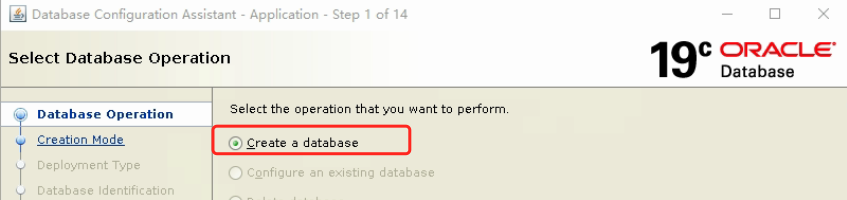 Database Configuration Assistant - Application - Step 1 of 14
Select Database Operation
19c ORACLE
Database
Database Operation
Creation Mode
Deployment Type
Database Identification
Select the operation that you want to perform.
Create a database
Configure an existing database